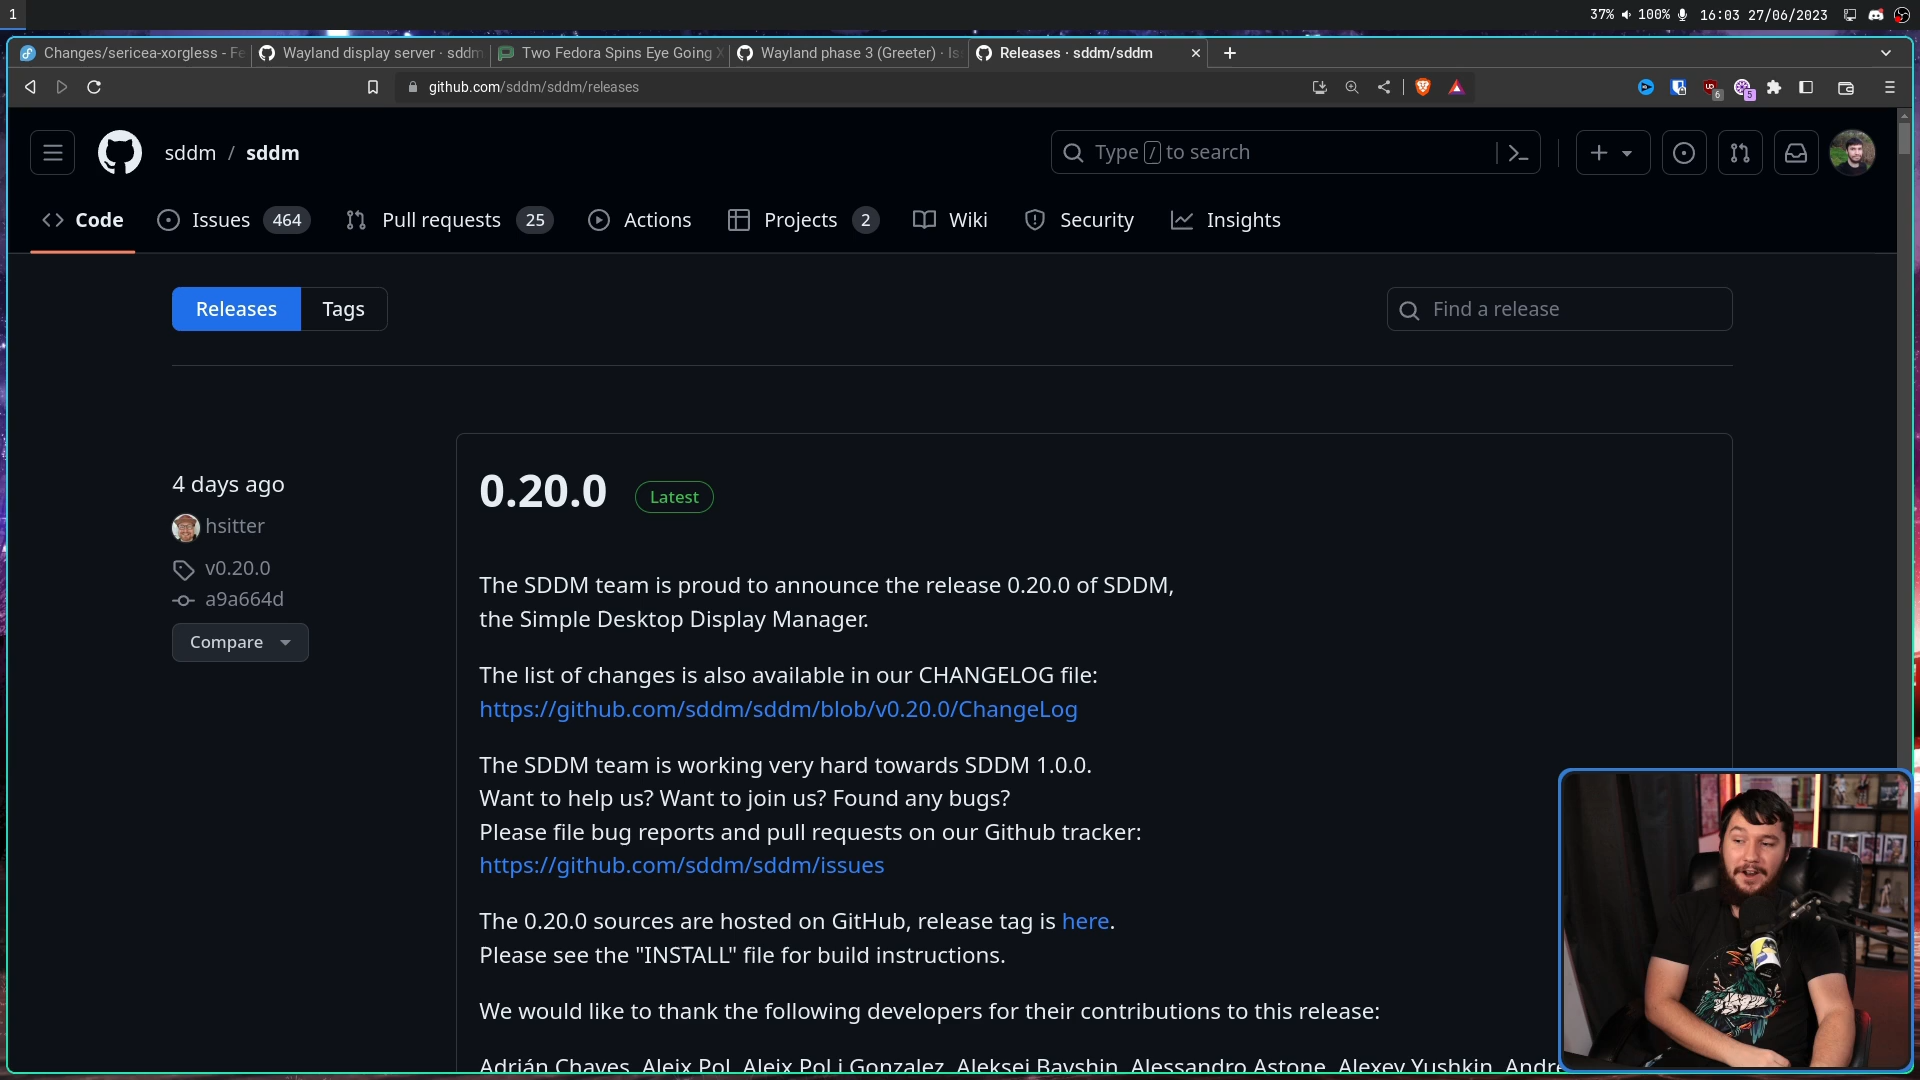 1
37% 100% 16:03 27/06/2023
Changes/sericea-xorgless - Fe
Wayland display server · sddm
Two Fedora Spins Eye Going X
Wayland phase 3 (Greeter) · Is
Releases · sddm/sddm
github.com/sddm/sddm/releases
6
5
sddm / sddm
Type / to search
Code
Issues 464
Pull requests 25
Actions
Projects 2
Wiki
Security
Insights
Releases
Tags
Find a release
4 days ago
hsitter
v0.20.0
a9a664d
Compare
0.20.0 Latest
The SDDM team is proud to announce the release 0.20.0 of SDDM,
the Simple Desktop Display Manager.
The list of changes is also available in our CHANGELOG file:
https://github.com/sddm/sddm/blob/v0.20.0/ChangeLog
The SDDM team is working very hard towards SDDM 1.0.0.
Want to help us? Want to join us? Found any bugs?
Please file bug reports and pull requests on our Github tracker:
https://github.com/sddm/sddm/issues
The 0.20.0 sources are hosted on GitHub, release tag is here.
Please see the "INSTALL" file for build instructions.
We would like to thank the following developers for their contributions to this release:
Adrián Chaves, Aleix Pol, Aleix Pol i Gonzalez, Aleksei Bavshin, Alessandro Astone, Alexey Yushkin, Andre